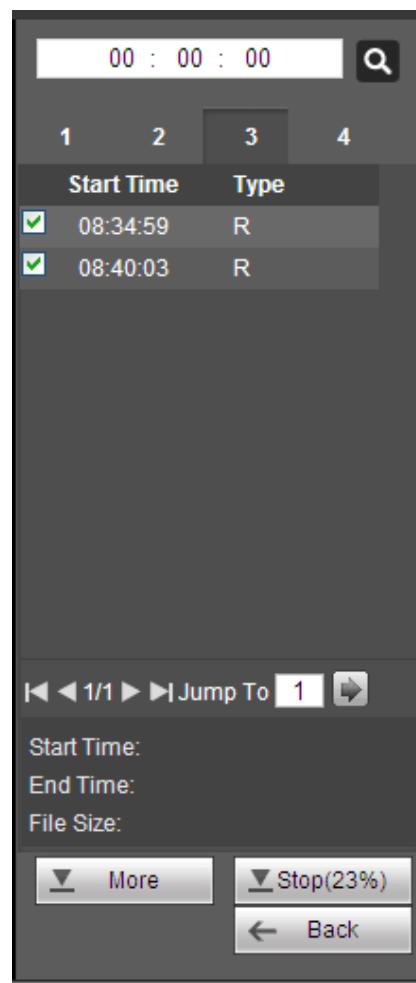 00 : 00 : 00
1 2 3 4
Start Time Type
08:34:59 R
08:40:03 R
1/1 Jump To 1
Start Time:
End Time:
File Size:
More Stop(23%)
Back